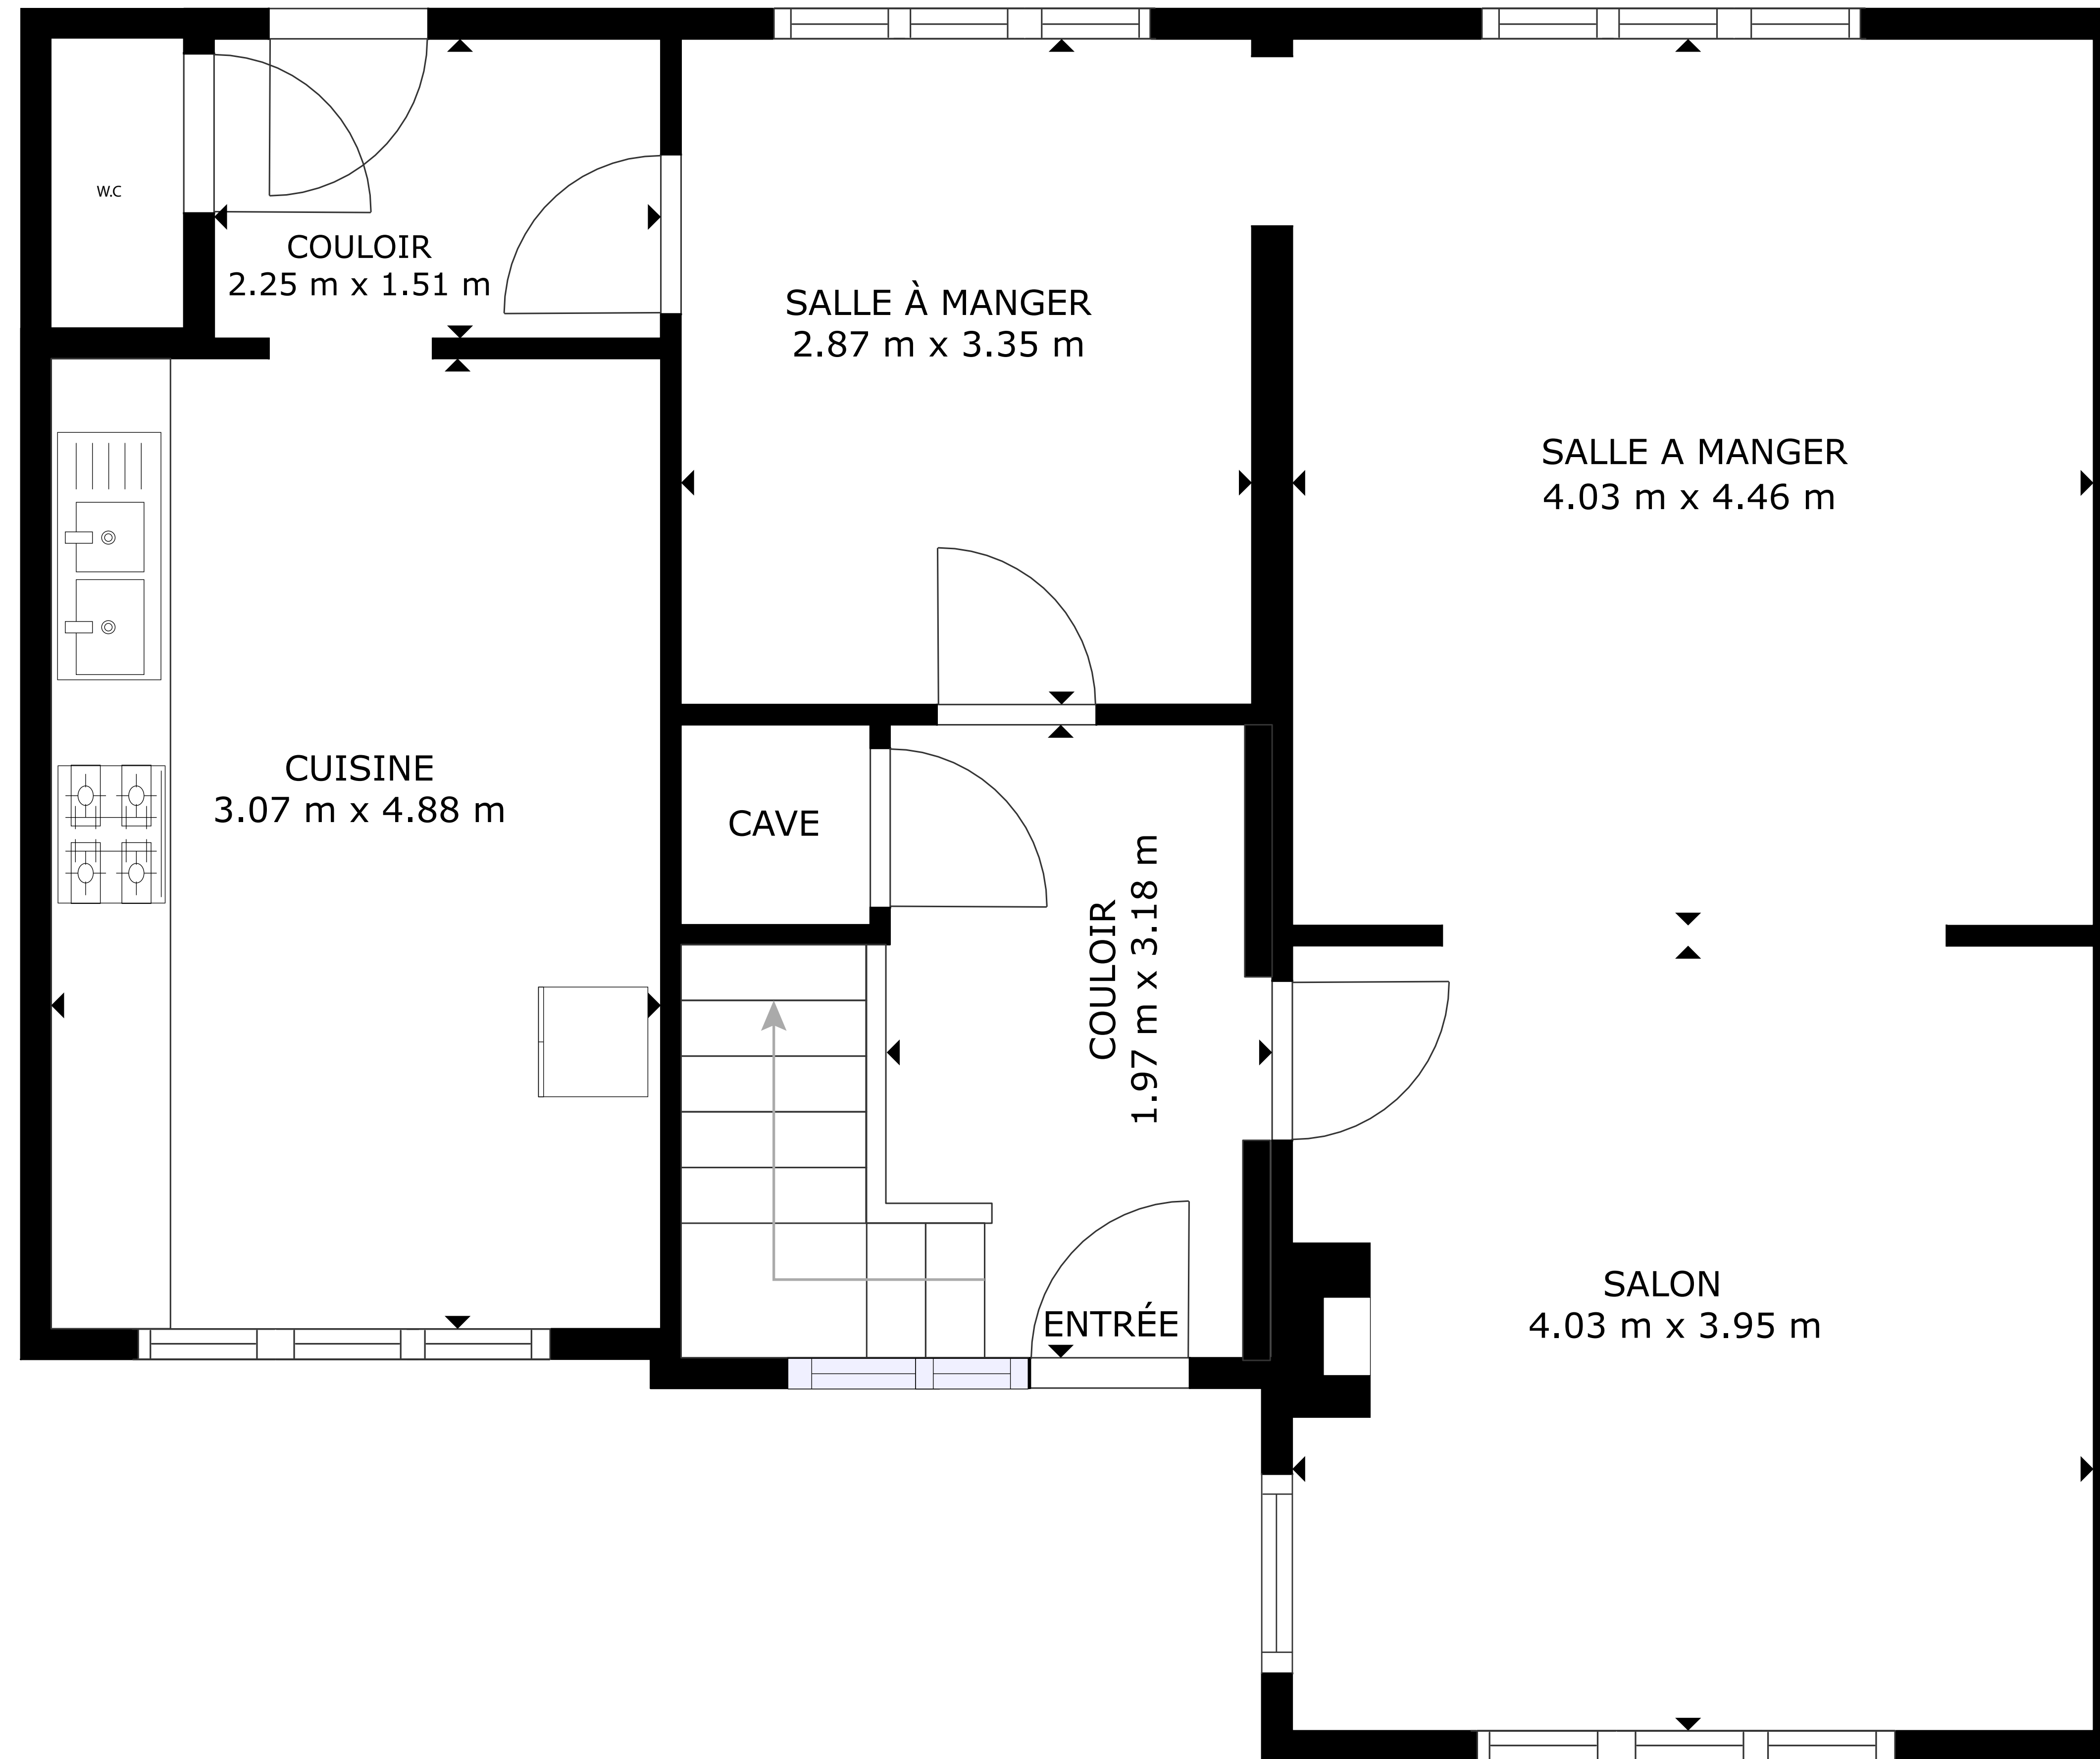 W.C
COULOIR
2.25 m x 1.51 m
SALLE À MANGER
2.87 m x 3.35 m
SALLE A MANGER
4.03 m x 4.46 m
CUISINE
3.07 m x 4.88 m
CAVE
COULOIR
1.97 m x 3.18 m
ENTRÉE
SALON
4.03 m x 3.95 m